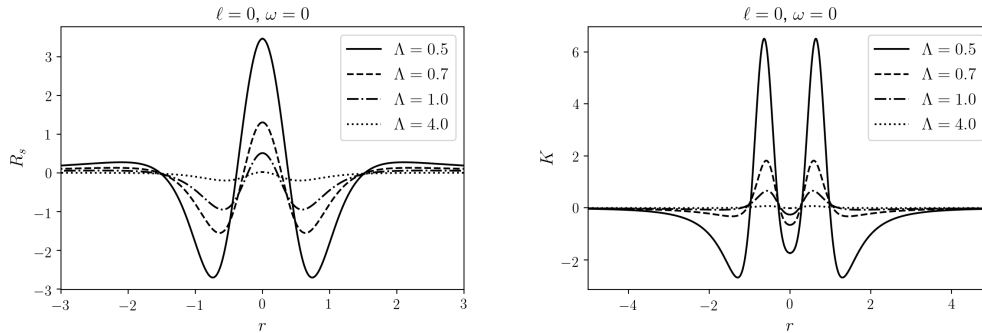 ℓ = 0, ω = 0
R_s
3
2
1
0
−1
−2
−3
Λ = 0.5
Λ = 0.7
Λ = 1.0
Λ = 4.0
−3 −2 −1 0 1 2 3
r
ℓ = 0, ω = 0
K
6
4
2
0
−2
Λ = 0.5
Λ = 0.7
Λ = 1.0
Λ = 4.0
−4 −2 0 2 4
r